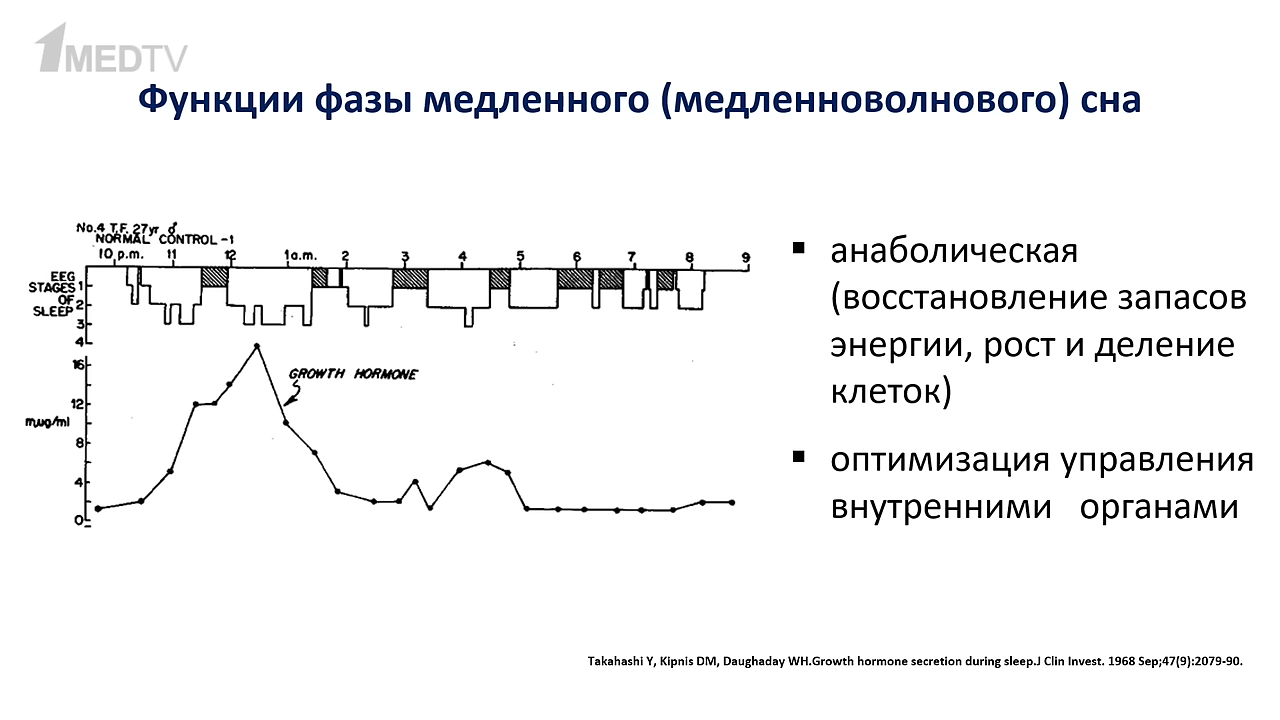 1MEDTV
Функции фазы медленного (медленноволнового) сна
No.4 T.F. 27yr ♂
NORMAL CONTROL -1
10 p.m. 11 12 1a.m. 2 3 4 5 6 7 8 9
EEG
STAGES 1
OF
2
SLEEP
3
4
16
GROWTH HORMONE
12
mμg/ml
8
4
0
▪ анаболическая
(восстановление запасов
энергии, рост и деление
клеток)
▪ оптимизация управления
внутренними органами
Takahashi Y, Kipnis DM, Daughaday WH.Growth hormone secretion during sleep.J Clin Invest. 1968 Sep;47(9):2079-90.